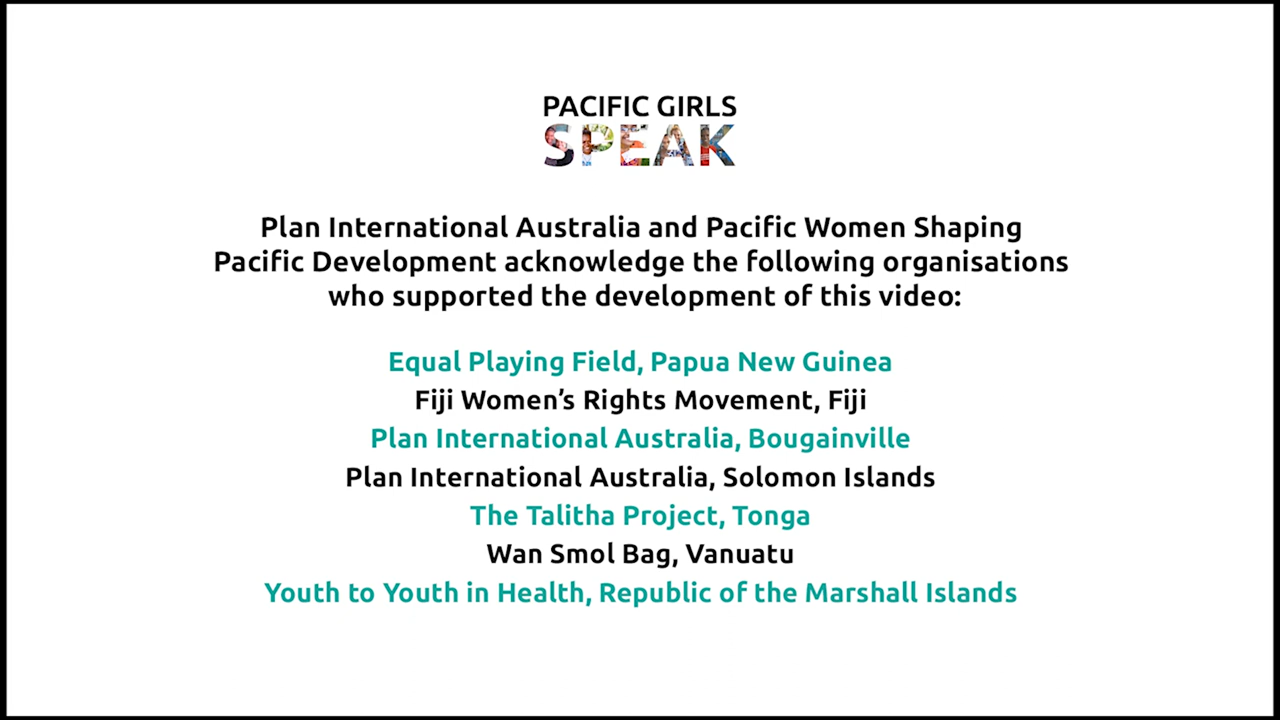 PACIFIC GIRLS
SPEAK
Plan International Australia and Pacific Women Shaping
Pacific Development acknowledge the following organisations
who supported the development of this video:
Equal Playing Field, Papua New Guinea
Fiji Women’s Rights Movement, Fiji
Plan International Australia, Bougainville
Plan International Australia, Solomon Islands
The Talitha Project, Tonga
Wan Smol Bag, Vanuatu
Youth to Youth in Health, Republic of the Marshall Islands